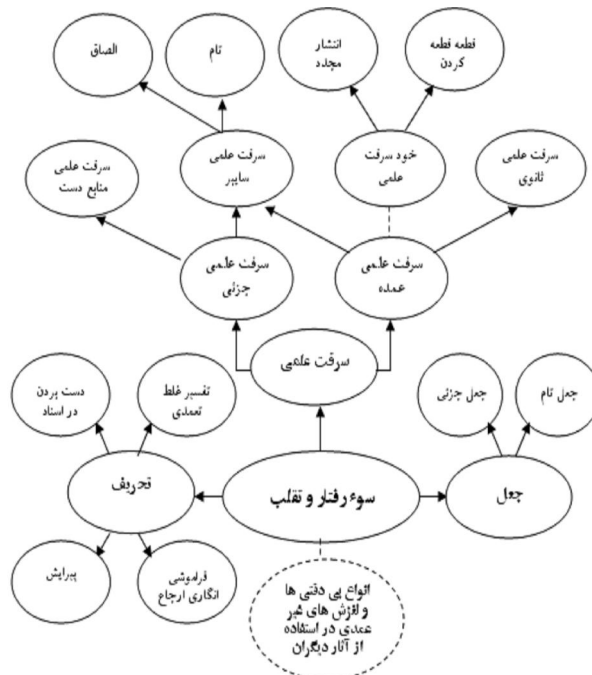 الصاق
تام
انتشار
مجدد
قطعه قطعه
کردن
سرقت علمی
منابع دست
سرقت علمی
سایبر
خود سرقت
علمی
سرقت علمی
ثانوی
سرقت علمی
جزئی
سرقت علمی
عمده
سرقت علمی
دست بردن
در اسناد
تفسیر غلط
تعمدی
جعل جزئی
جعل تام
تحریف
سوء رفتار و تقلب
جعل
پیرایش
فراموشی
انگاری ارجاع
انواع بی دقتی ها
و لغزش های غیر
عمدی در استفاده
از آثار دیگران